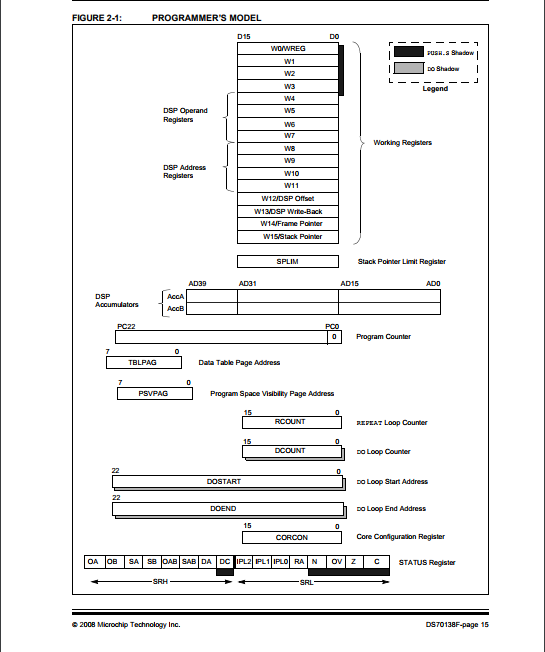 FIGURE 2-1: PROGRAMMER'S MODEL
D15 D0
W0/WREG
W1
W2
W3
W4
W5
W6
W7
W8
W9
W10
W11
W12/DSP Offset
W13/DSP Write-Back
W14/Frame Pointer
W15/Stack Pointer
PUSH.S Shadow
DO Shadow
Legend
DSP Operand
Registers
DSP Address
Registers
Working Registers
SPLIM Stack Pointer Limit Register
AD39 AD31 AD15 AD0
DSP
Accumulators
AccA
AccB
PC22 PC0
0 Program Counter
7 0
TBLPAG Data Table Page Address
7 0
PSVPAG Program Space Visibility Page Address
15 0
RCOUNT REPEAT Loop Counter
15 0
DCOUNT DO Loop Counter
22 0
DOSTART DO Loop Start Address
22
DOEND DO Loop End Address
15 0
CORCON Core Configuration Register
OA OB SA SB OAB SAB DA DC IPL2 IPL1 IPL0 RA N OV Z C STATUS Register
SRH SRL
© 2008 Microchip Technology Inc. DS70138F-page 15